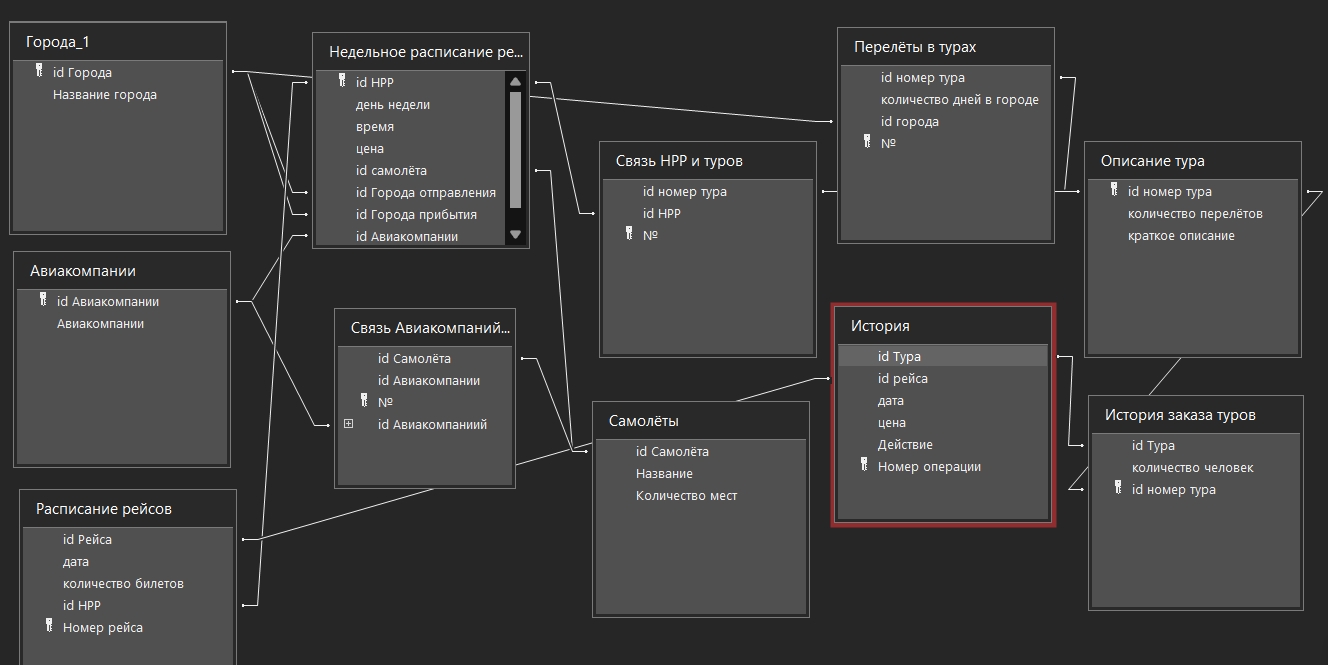 Города_1
id Города
Название города
Недельное расписание ре...
id НРР
день недели
время
цена
id самолёта
id Города отправления
id Города прибытия
id Авиакомпании
Перелёты в турах
id номер тура
количество дней в городе
id города
№
Связь НРР и туров
id номер тура
id НРР
№
Описание тура
id номер тура
количество перелётов
краткое описание
Авиакомпании
id Авиакомпании
Авиакомпании
Связь Авиакомпаний...
id Самолёта
id Авиакомпании
№
id Авиакомпаниий
История
id Тура
id рейса
дата
цена
Действие
Номер операции
Самолёты
id Самолёта
Название
Количество мест
История заказа туров
id Тура
количество человек
id номер тура
Расписание рейсов
id Рейса
дата
количество билетов
id НРР
Номер рейса